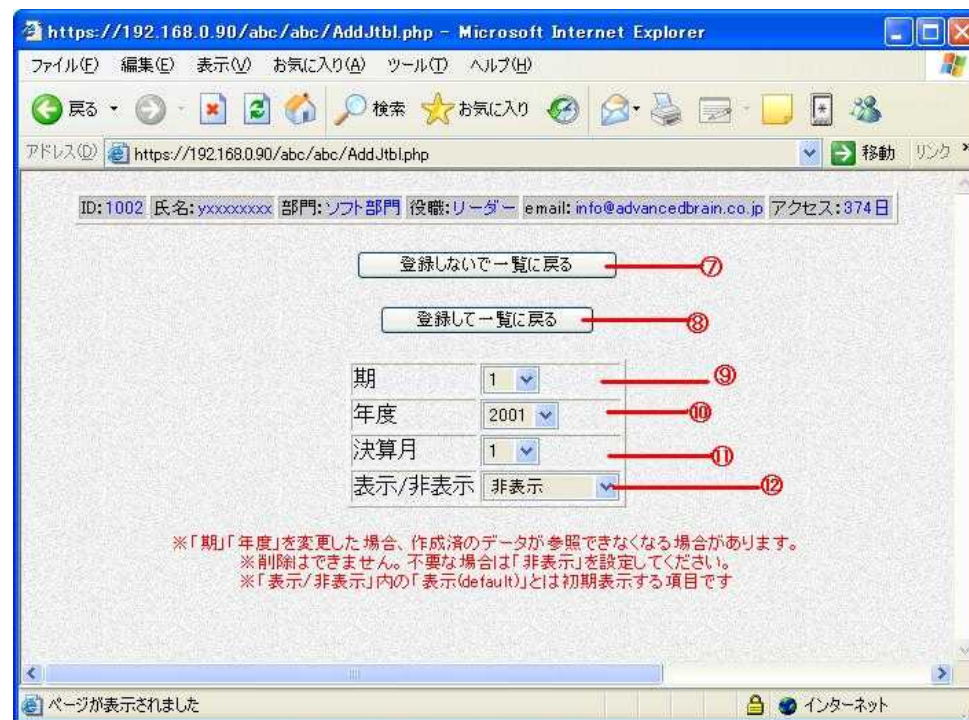 https://192.168.0.90/abc/abc/AddJtbl.php - Microsoft Internet Explorer
ファイル(F) 編集(E) 表示(V) お気に入り(A) ツール(T) ヘルプ(H)
戻る 検索 お気に入り
アドレス(D) https://192.168.0.90/abc/abc/AddJtbl.php 移動 リンク »
ID:1002 氏名:yxxxxxxxx 部門:ソフト部門 役職:リーダー email:info@advancedbrain.co.jp アクセス:374日
登録しないで一覧に戻る ⑦
登録して一覧に戻る ⑧
期 1 ⑨
年度 2001 ⑩
決算月 1 ⑪
表示/非表示 非表示 ⑫
※「期」「年度」を変更した場合、作成済のデータが参照できなくなる場合があります。
※削除はできません。不要な場合は「非表示」を設定してください。
※「表示/非表示」内の「表示(default)」とは初期表示する項目です
ページが表示されました インターネット